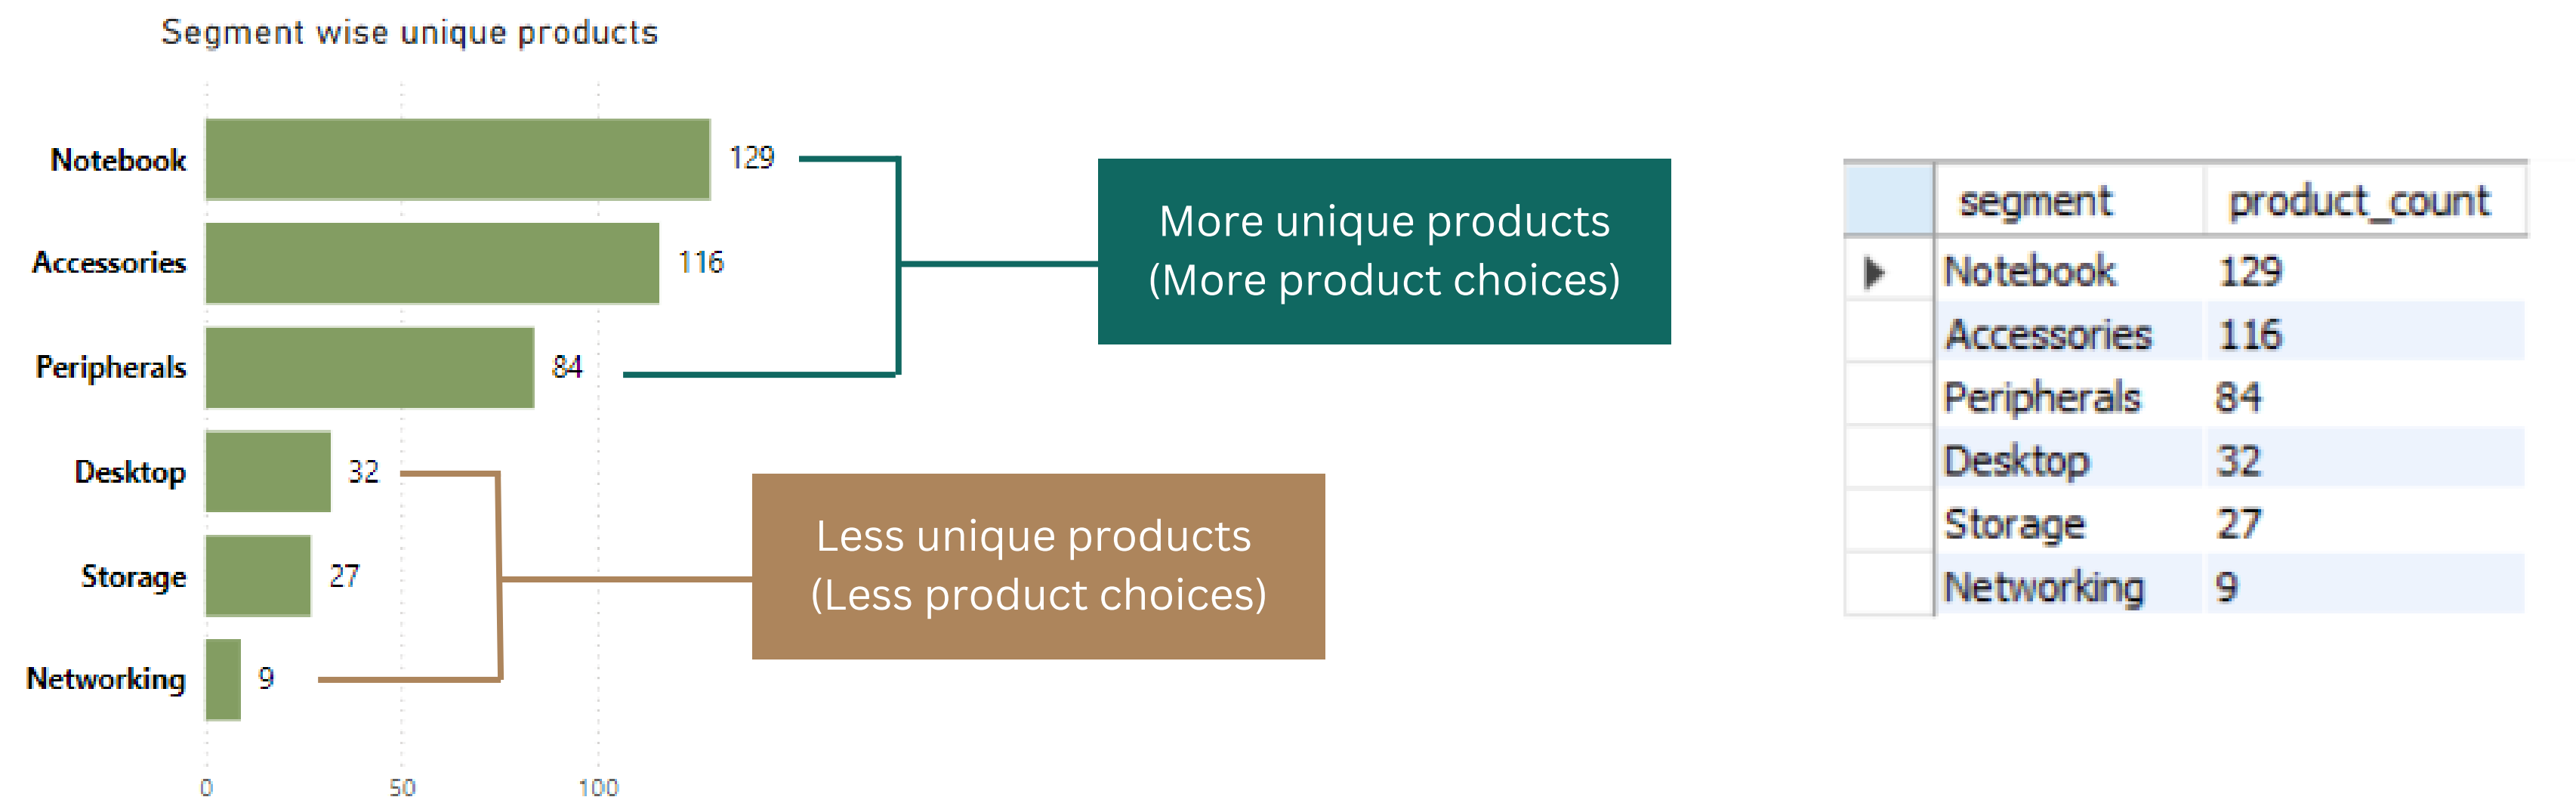 Segment wise unique products
Notebook 129
Accessories 116
Peripherals 84
Desktop 32
Storage 27
Networking 9
0 50 100
More unique products
(More product choices)
Less unique products
(Less product choices)
segment product_count
Notebook 129
Accessories 116
Peripherals 84
Desktop 32
Storage 27
Networking 9